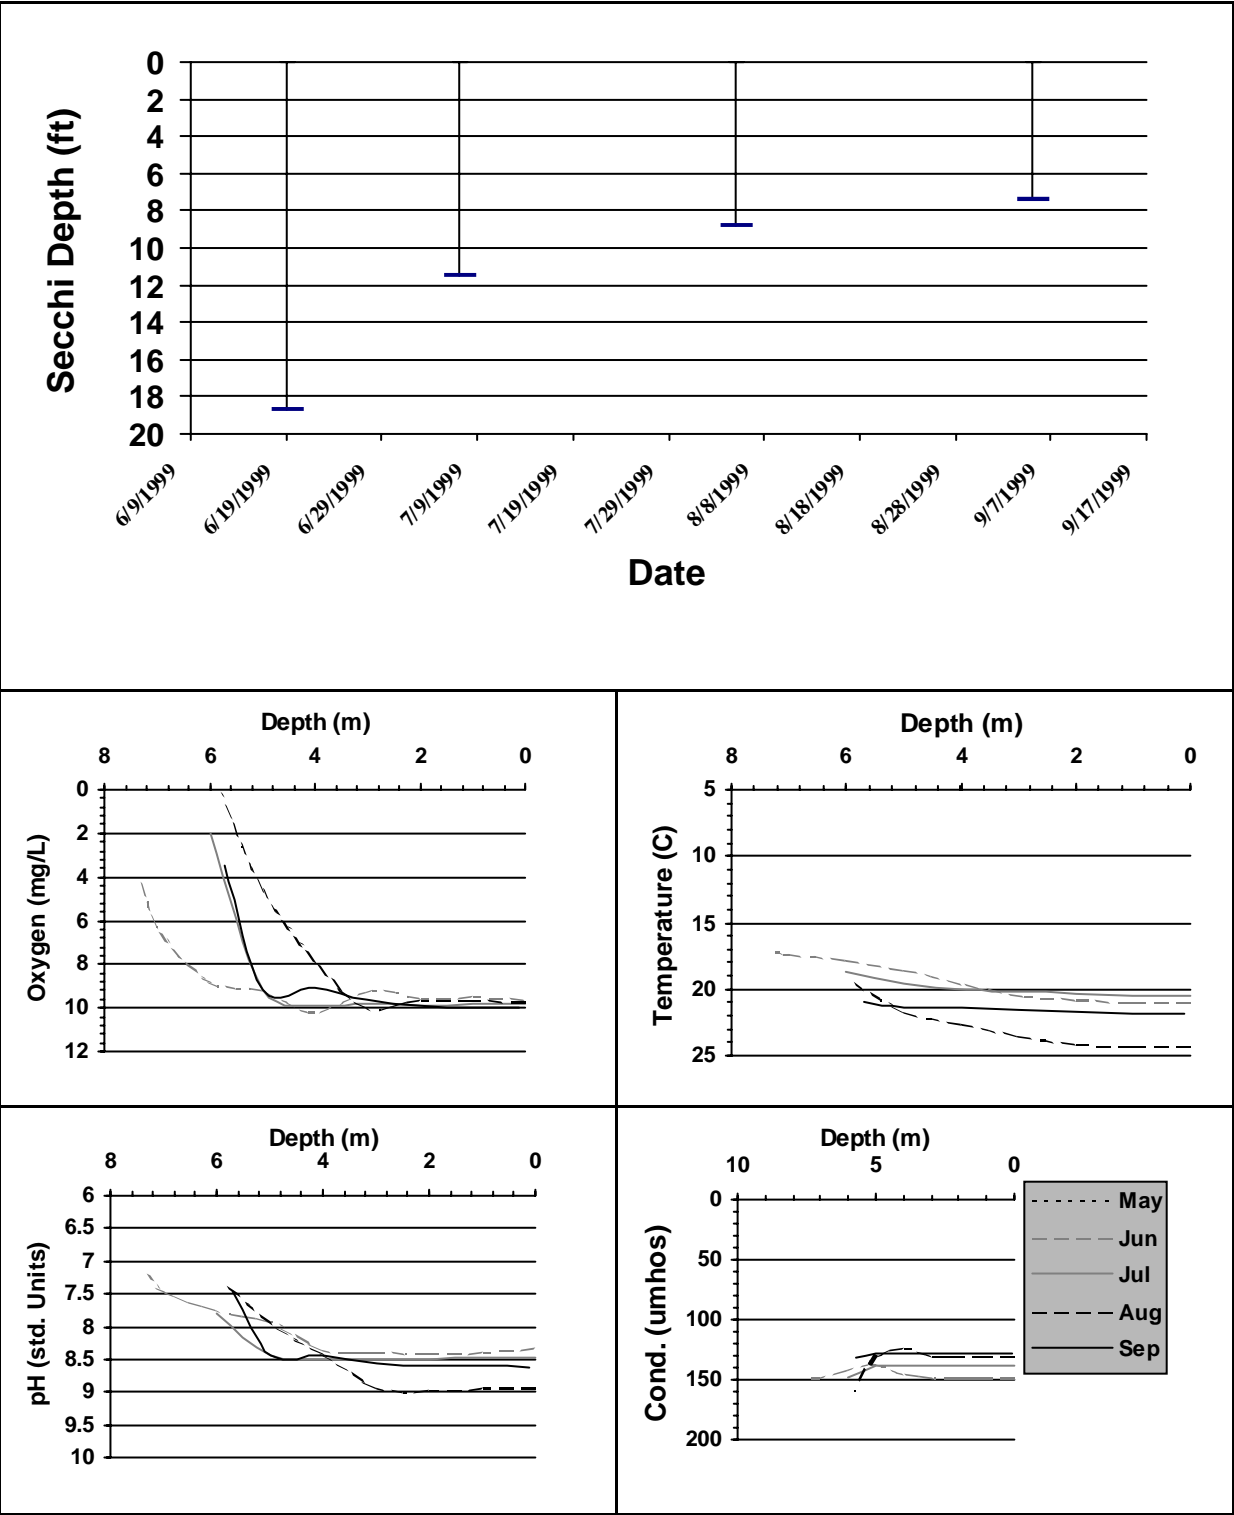 0
2
4
6
8
10
12
14
16
18
20
Secchi Depth (ft)
6/9/1999 6/19/1999 6/29/1999 7/9/1999 7/19/1999 7/29/1999 8/8/1999 8/18/1999 8/28/1999 9/7/1999 9/17/1999
Date
Depth (m)
8 6 4 2 0
0
2
4
6
8
10
12
Oxygen (mg/L)
Depth (m)
8 6 4 2 0
5
10
15
20
25
Temperature (C)
Depth (m)
8 6 4 2 0
6
6.5
7
7.5
8
8.5
9
9.5
10
pH (std. Units)
Depth (m)
10 5 0
0
50
100
150
200
Cond. (umhos)
May
Jun
Jul
Aug
Sep